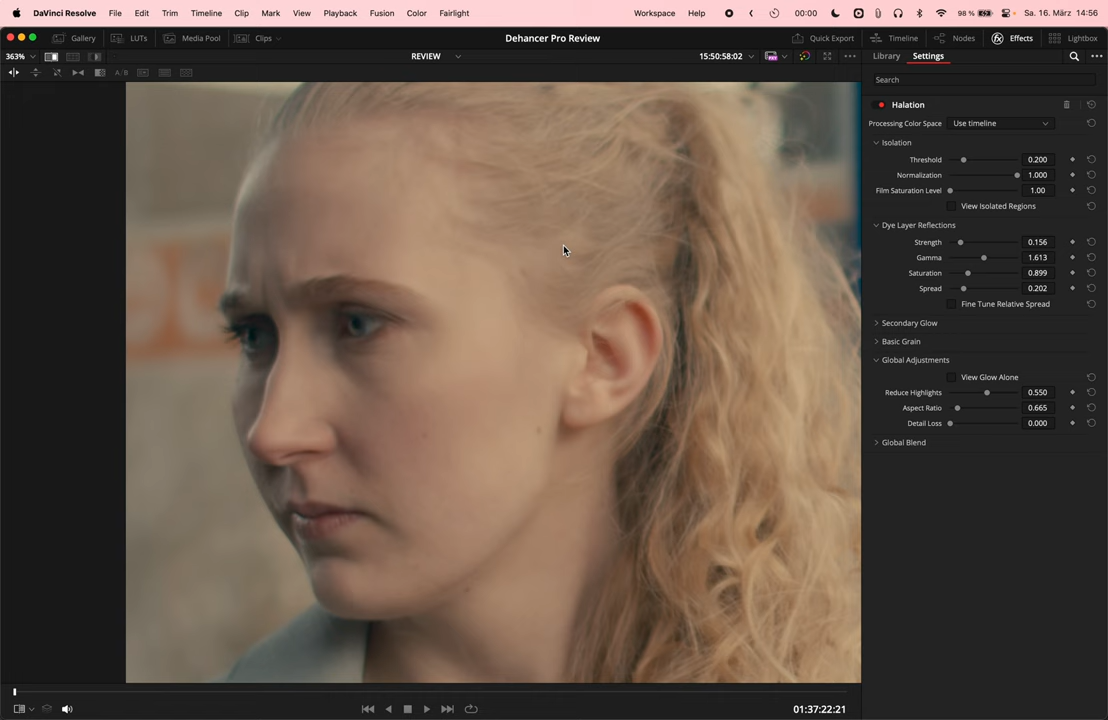 DaVinci Resolve File Edit Trim Timeline Clip Mark View Playback Fusion Color Fairlight Workspace Help 00:00 98 % Sa. 16. März 14:56
Gallery LUTs Media Pool Clips Dehancer Pro Review Quick Export Timeline Nodes Effects Lightbox
363% REVIEW 15:50:58:02 Library Settings
A/B
Search
Halation
Processing Color Space Use timeline
Isolation
Threshold 0.200
Normalization 1.000
Film Saturation Level 1.00
View Isolated Regions
Dye Layer Reflections
Strength 0.156
Gamma 1.613
Saturation 0.899
Spread 0.202
Fine Tune Relative Spread
Secondary Glow
Basic Grain
Global Adjustments
View Glow Alone
Reduce Highlights 0.550
Aspect Ratio 0.665
Detail Loss 0.000
Global Blend
01:37:22:21